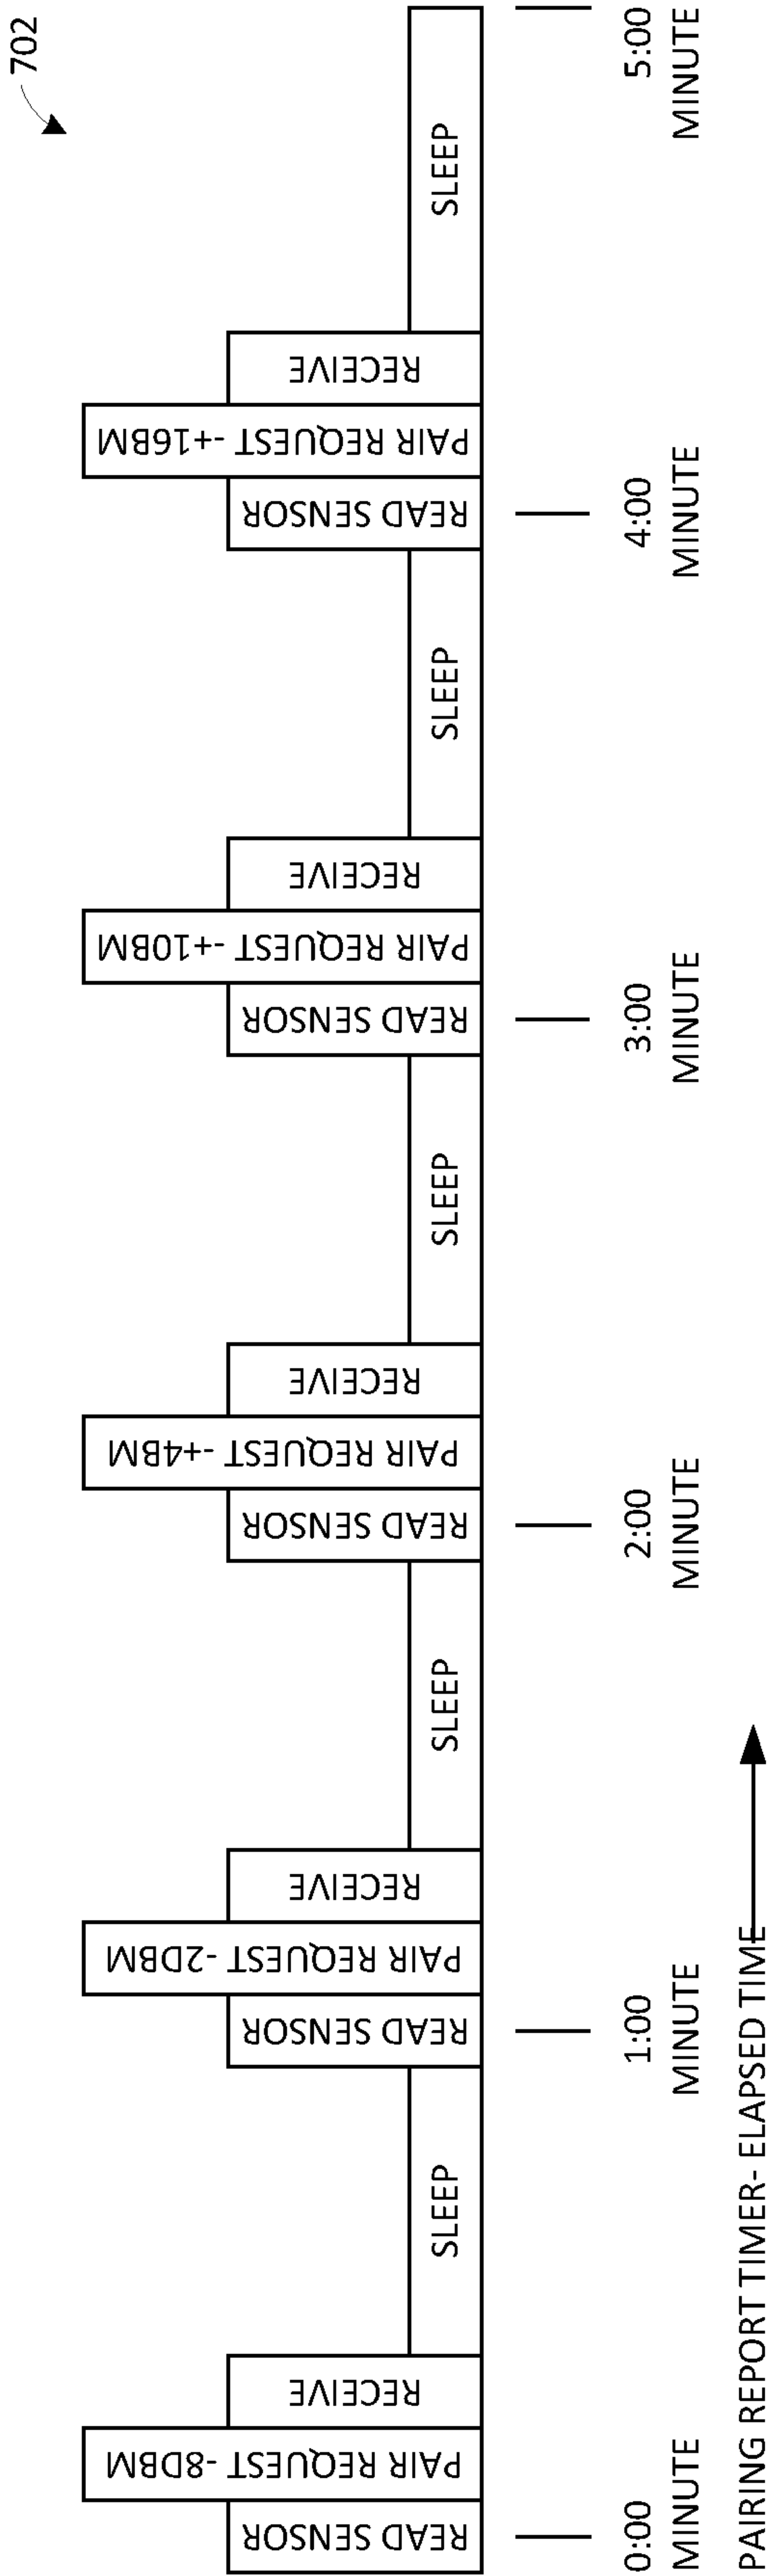 702
READ SENSOR
PAIR REQUEST -8DBM
RECEIVE
SLEEP
READ SENSOR
PAIR REQUEST -2DBM
RECEIVE
SLEEP
READ SENSOR
PAIR REQUEST -+4BM
RECEIVE
SLEEP
READ SENSOR
PAIR REQUEST -+10BM
RECEIVE
SLEEP
READ SENSOR
PAIR REQUEST -+16BM
RECEIVE
SLEEP
0:00
MINUTE
1:00
MINUTE
2:00
MINUTE
3:00
MINUTE
4:00
MINUTE
5:00
MINUTE
PAIRING REPORT TIMER- ELAPSED TIME